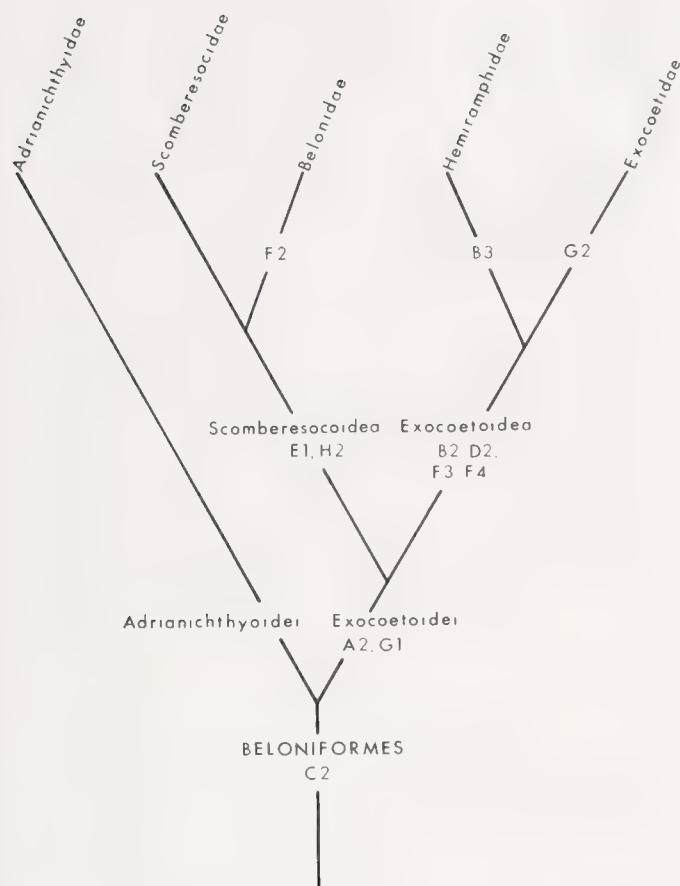 Adrianichthyidae
Scomberesocidae
Belonidae
Hemiramphidae
Exocoetidae
F2
B3
G2
Scomberesocoidea
E1, H2
Exocoetoidea
B2 D2,
F3 F4
Adrianichthyoidei
Exocoetoidei
A2, G1
BELONIFORMES
C2